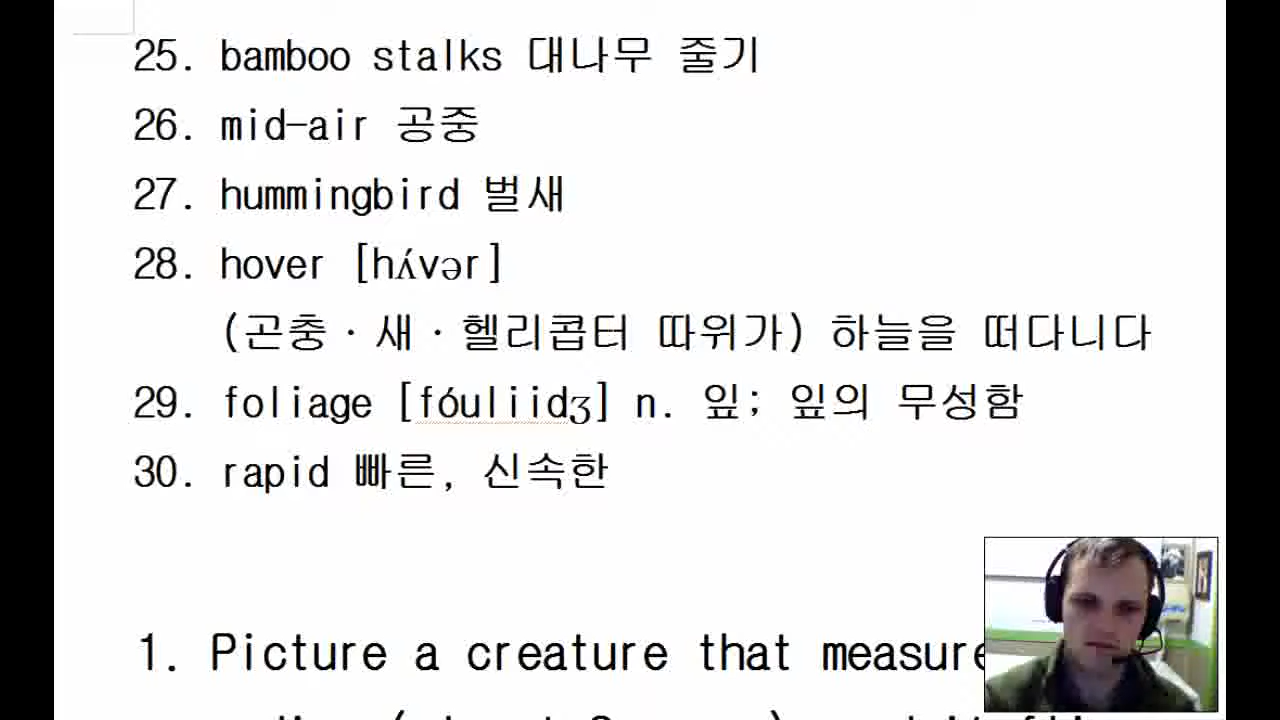 25. bamboo stalks 대나무 줄기
26. mid-air 공중
27. hummingbird 벌새
28. hover [hʌ́vər]
(곤충·새·헬리콥터 따위가) 하늘을 떠다니다
29. foliage [fóuliidʒ] n. 잎; 잎의 무성함
30. rapid 빠른, 신속한
1. Picture a creature that measure